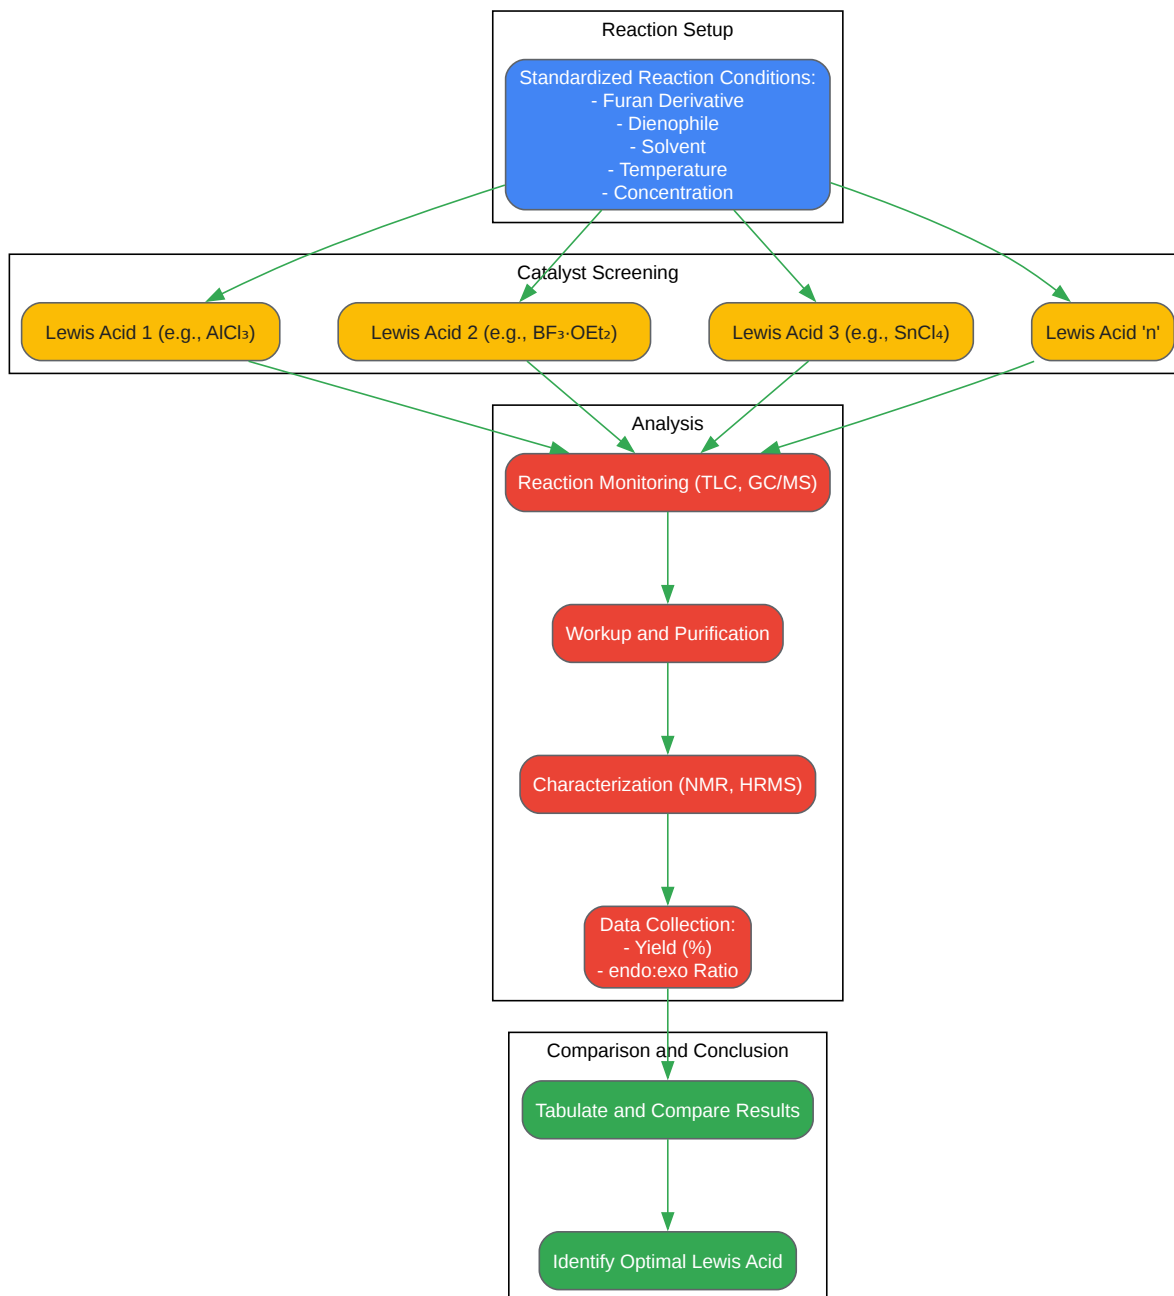 Reaction Setup
Standardized Reaction Conditions:
- Furan Derivative
- Dienophile
- Solvent
- Temperature
- Concentration
Catalyst Screening
Lewis Acid 1 (e.g., AlCl₃)
Lewis Acid 2 (e.g., BF₃·OEt₂)
Lewis Acid 3 (e.g., SnCl₄)
Lewis Acid 'n'
Analysis
Reaction Monitoring (TLC, GC/MS)
Workup and Purification
Characterization (NMR, HRMS)
Data Collection:
- Yield (%)
- endo:exo Ratio
Comparison and Conclusion
Tabulate and Compare Results
Identify Optimal Lewis Acid